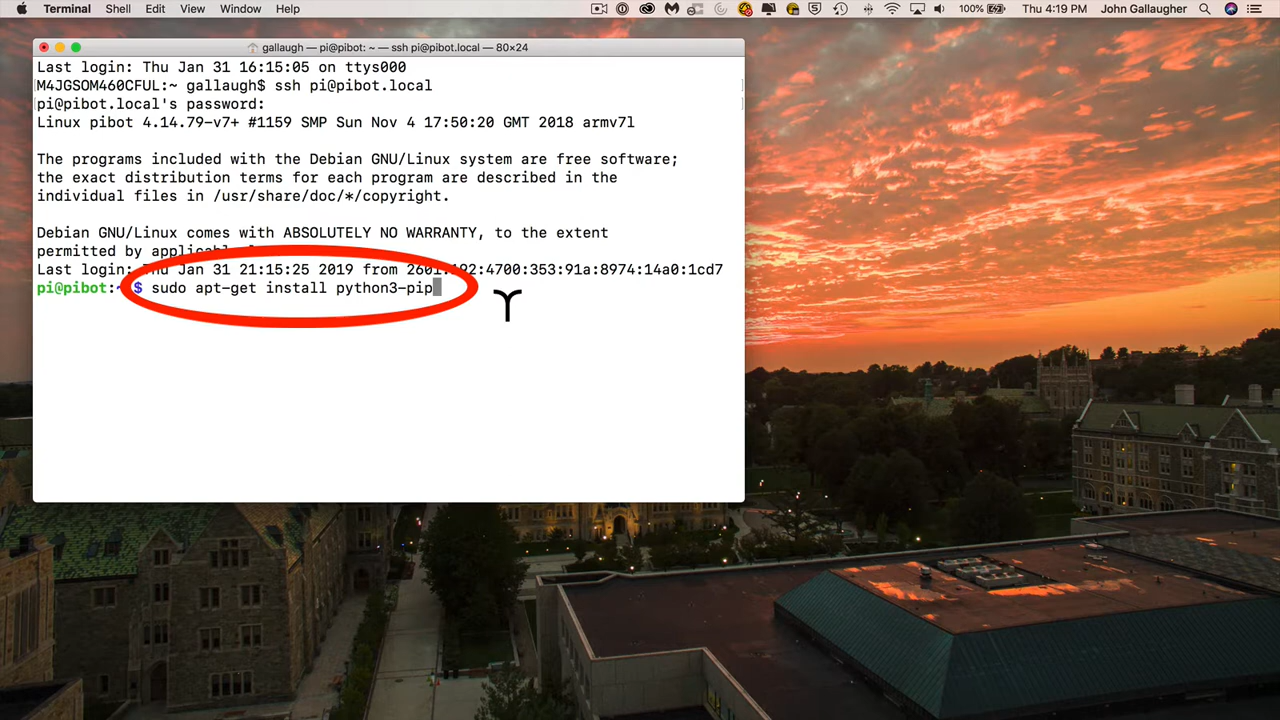 Terminal Shell Edit View Window Help 100% Thu 4:19 PM John Gallaugher
gallaugh — pi@pibot: ~ — ssh pi@pibot.local — 80×24
Last login: Thu Jan 31 16:15:05 on ttys000
M4JGSOM460CFUL:~ gallaugh$ ssh pi@pibot.local
pi@pibot.local's password:
Linux pibot 4.14.79-v7+ #1159 SMP Sun Nov 4 17:50:20 GMT 2018 armv7l
The programs included with the Debian GNU/Linux system are free software;
the exact distribution terms for each program are described in the
individual files in /usr/share/doc/*/copyright.
Debian GNU/Linux comes with ABSOLUTELY NO WARRANTY, to the extent
permitted by
Last login: Thu Jan 31 21:15:25 2019 from 2601:192:4700:353:91a:8974:14a0:1cd7
pi@pibot:~ $ sudo apt-get install python3-pip